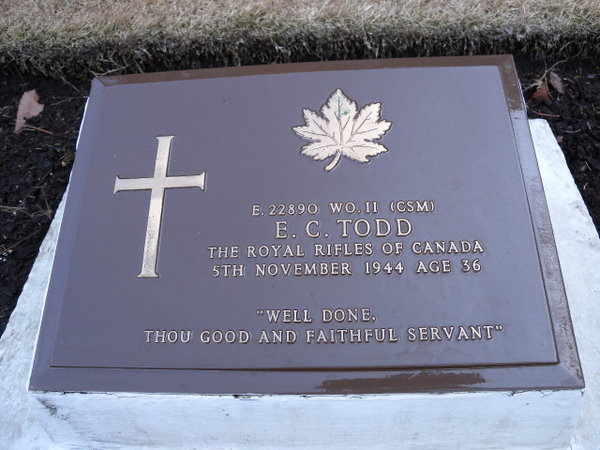 E. 22890 WO. II (CSM)
E. C. TODD
THE ROYAL RIFLES OF CANADA
5TH NOVEMBER 1944 AGE 36
"WELL DONE,
THOU GOOD AND FAITHFUL SERVANT"